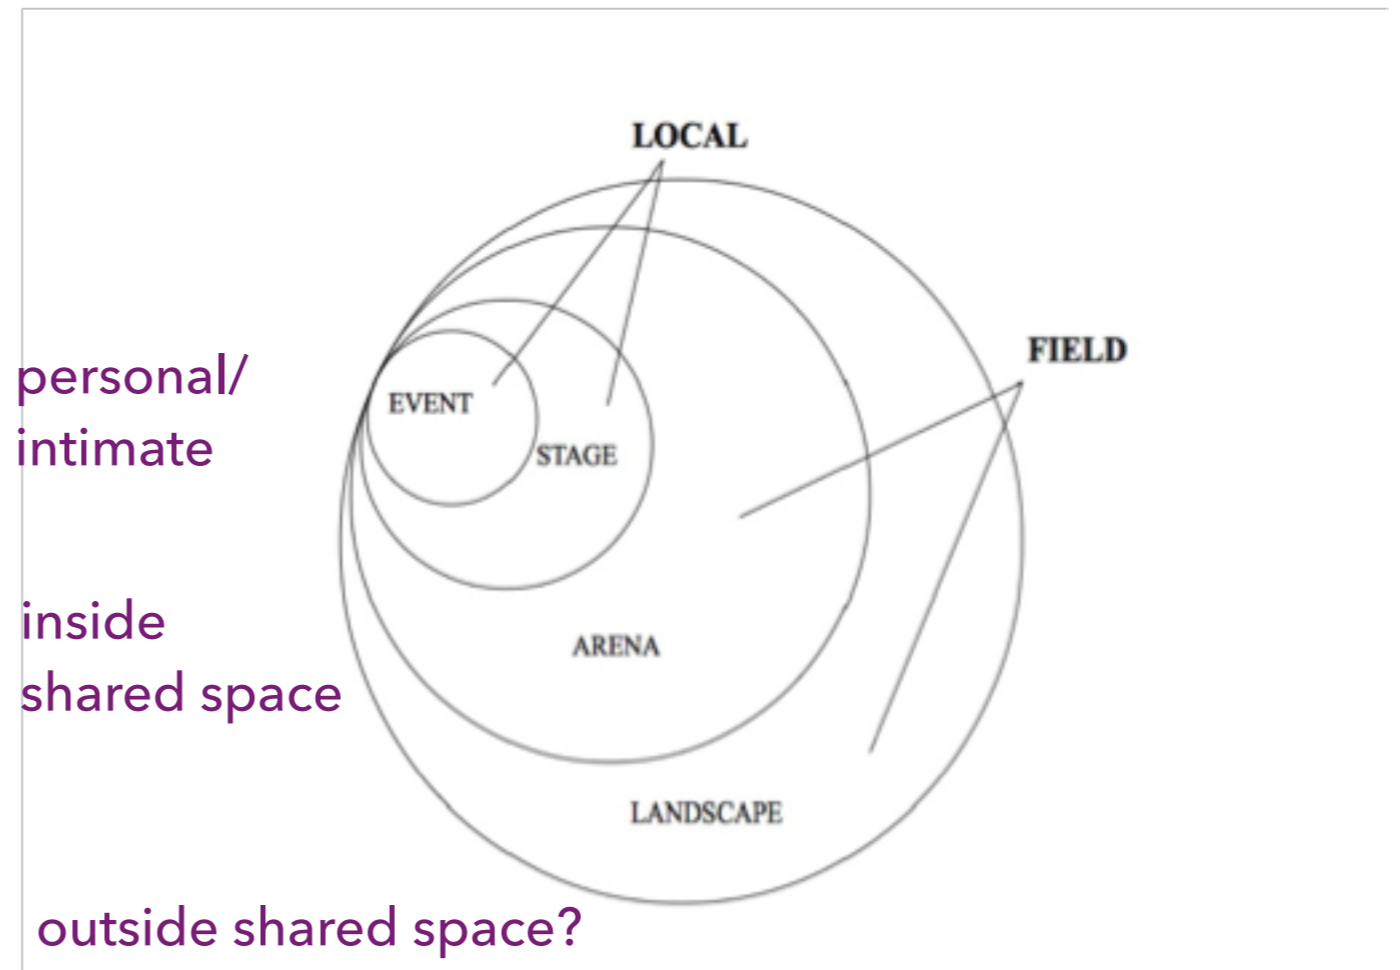 LOCAL
FIELD
personal/
intimate
EVENT
STAGE
inside
shared space
ARENA
LANDSCAPE
outside shared space?